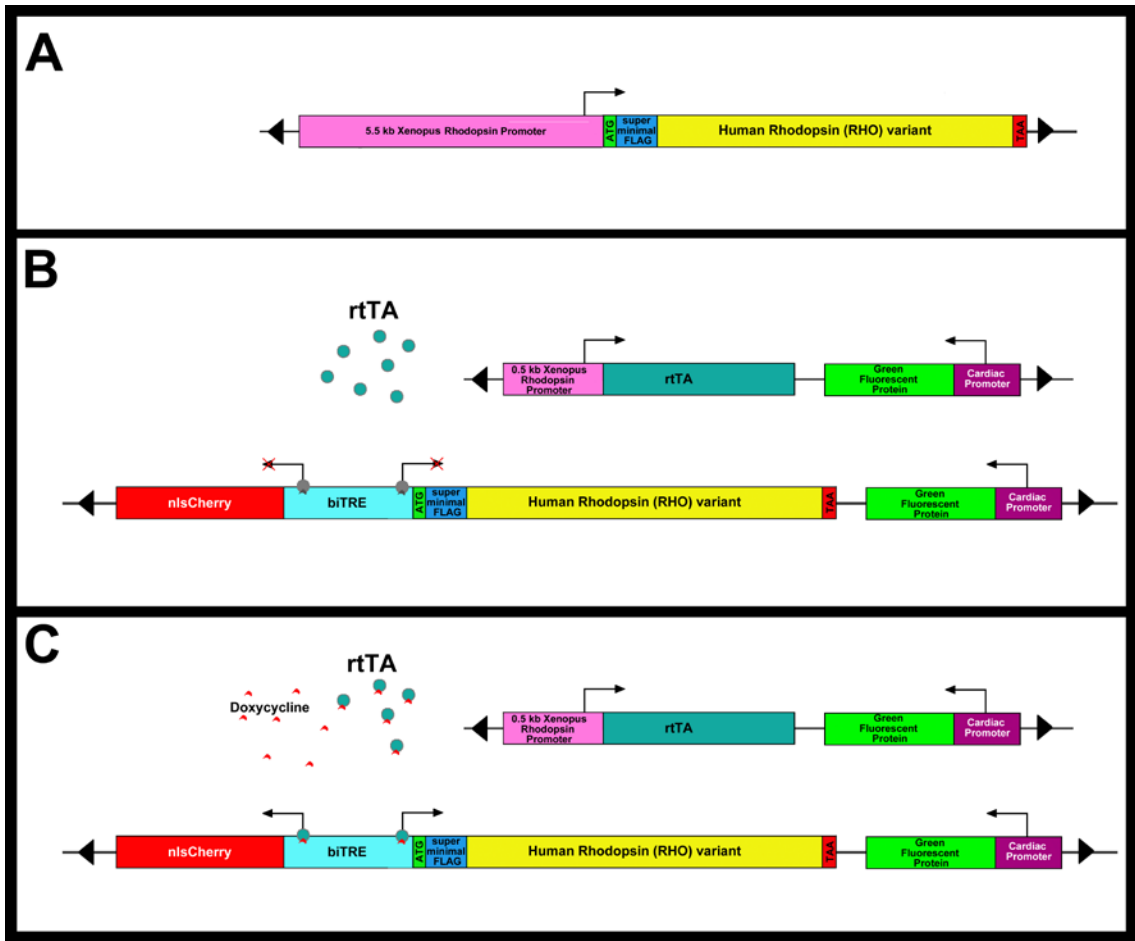 A
5.5 kb Xenopus Rhodopsin Promoter
ATG
super
minimal
FLAG
Human Rhodopsin (RHO) variant
TAA
B
rtTA
0.5 kb Xenopus
Rhodopsin
Promoter
rtTA
Green
Fluorescent
Protein
Cardiac
Promoter
nlsCherry
biTRE
ATG
super
minimal
FLAG
Human Rhodopsin (RHO) variant
TAA
Green
Fluorescent
Protein
Cardiac
Promoter
C
rtTA
Doxycycline
0.5 kb Xenopus
Rhodopsin
Promoter
rtTA
Green
Fluorescent
Protein
Cardiac
Promoter
nlsCherry
biTRE
ATG
super
minimal
FLAG
Human Rhodopsin (RHO) variant
TAA
Green
Fluorescent
Protein
Cardiac
Promoter